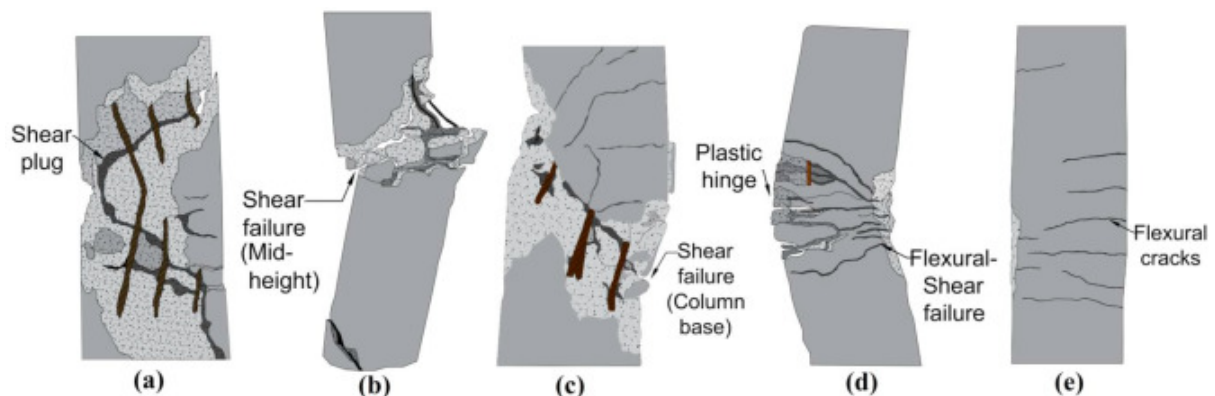 Shear
plug
(a)
Shear
failure
(Mid-
height)
(b)
Shear
failure
(Column
base)
(c)
Plastic
hinge
Flexural-
Shear
failure
(d)
Flexural
cracks
(e)